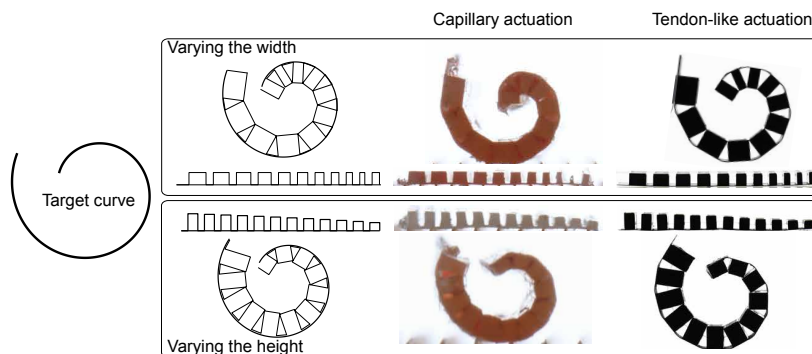 Capillary actuation
Tendon-like actuation
Varying the width
Target curve
Varying the height